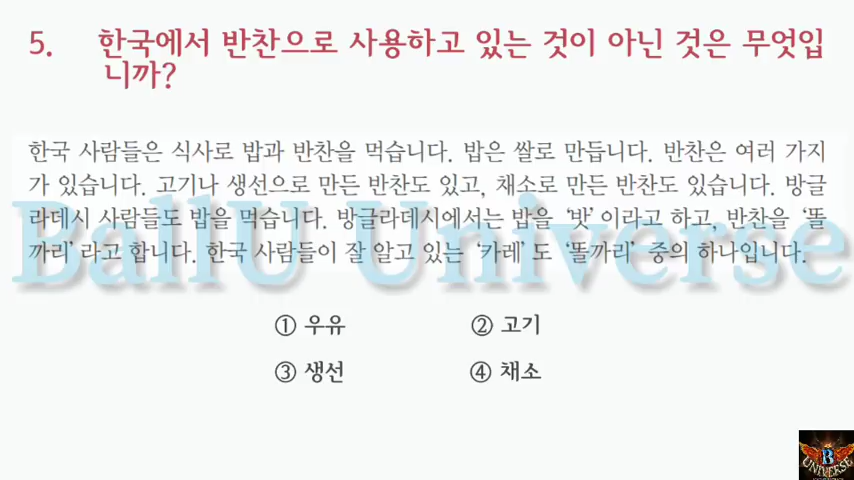 5. 한국에서 반찬으로 사용하고 있는 것이 아닌 것은 무엇입
니까?
한국 사람들은 식사로 밥과 반찬을 먹습니다. 밥은 쌀로 만듭니다. 반찬은 여러 가지
가 있습니다. 고기나 생선으로 만든 반찬도 있고, 채소로 만든 반찬도 있습니다. 방글
라데시 사람들도 밥을 먹습니다. 방글라데시에서는 밥을 ‘밧’이라고 하고, 반찬을 ‘똘
까리’라고 합니다. 한국 사람들이 잘 알고 있는 ‘카레’도 ‘똘까리’ 중의 하나입니다.
BallU Universe
① 우유 ② 고기
③ 생선 ④ 채소
B
UNIVERSE